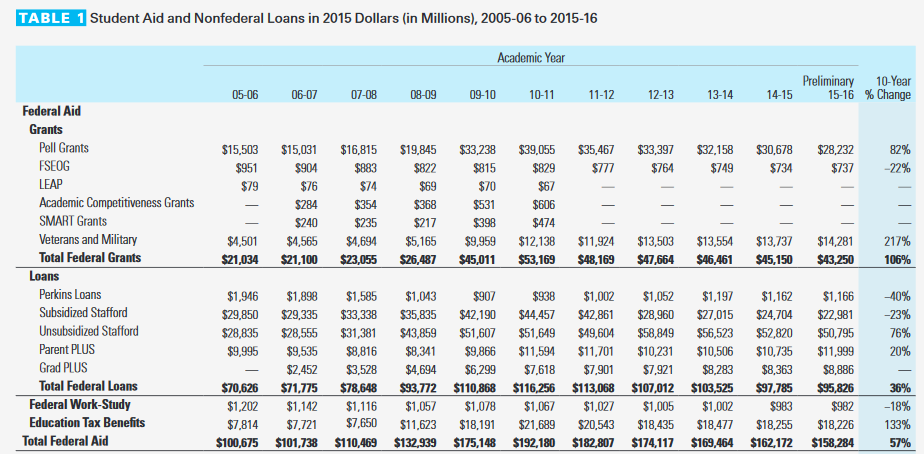 TABLE 1 Student Aid and Nonfederal Loans in 2015 Dollars (in Millions), 2005-06 to 2015-16
Academic Year
Preliminary 10-Year
05-06 06-07 07-08 08-09 09-10 10-11 11-12 12-13 13-14 14-15 15-16 % Change
Federal Aid
Grants
Pell Grants $15,503 $15,031 $16,815 $19,845 $33,238 $39,055 $35,467 $33,397 $32,158 $30,678 $28,232 82%
FSEOG $951 $904 $883 $822 $815 $829 $777 $764 $749 $734 $737 –22%
LEAP $79 $76 $74 $69 $70 $67 — — — — — —
Academic Competitiveness Grants — $284 $354 $368 $531 $606 — — — — — —
SMART Grants — $240 $235 $217 $398 $474 — — — — — —
Veterans and Military $4,501 $4,565 $4,694 $5,165 $9,959 $12,138 $11,924 $13,503 $13,554 $13,737 $14,281 217%
Total Federal Grants $21,034 $21,100 $23,055 $26,487 $45,011 $53,169 $48,169 $47,664 $46,461 $45,150 $43,250 106%
Loans
Perkins Loans $1,946 $1,898 $1,585 $1,043 $907 $938 $1,002 $1,052 $1,197 $1,162 $1,166 –40%
Subsidized Stafford $29,850 $29,335 $33,338 $35,835 $42,190 $44,457 $42,861 $28,960 $27,015 $24,704 $22,981 –23%
Unsubsidized Stafford $28,835 $28,555 $31,381 $43,859 $51,607 $51,649 $49,604 $58,849 $56,523 $52,820 $50,795 76%
Parent PLUS $9,995 $9,535 $8,816 $8,341 $9,866 $11,594 $11,701 $10,231 $10,506 $10,735 $11,999 20%
Grad PLUS — $2,452 $3,528 $4,694 $6,299 $7,618 $7,901 $7,921 $8,283 $8,363 $8,886 —
Total Federal Loans $70,626 $71,775 $78,648 $93,772 $110,868 $116,256 $113,068 $107,012 $103,525 $97,785 $95,826 36%
Federal Work-Study $1,202 $1,142 $1,116 $1,057 $1,078 $1,067 $1,027 $1,005 $1,002 $983 $982 –18%
Education Tax Benefits $7,814 $7,721 $7,650 $11,623 $18,191 $21,689 $20,543 $18,435 $18,477 $18,255 $18,226 133%
Total Federal Aid $100,675 $101,738 $110,469 $132,939 $175,148 $192,180 $182,807 $174,117 $169,464 $162,172 $158,284 57%